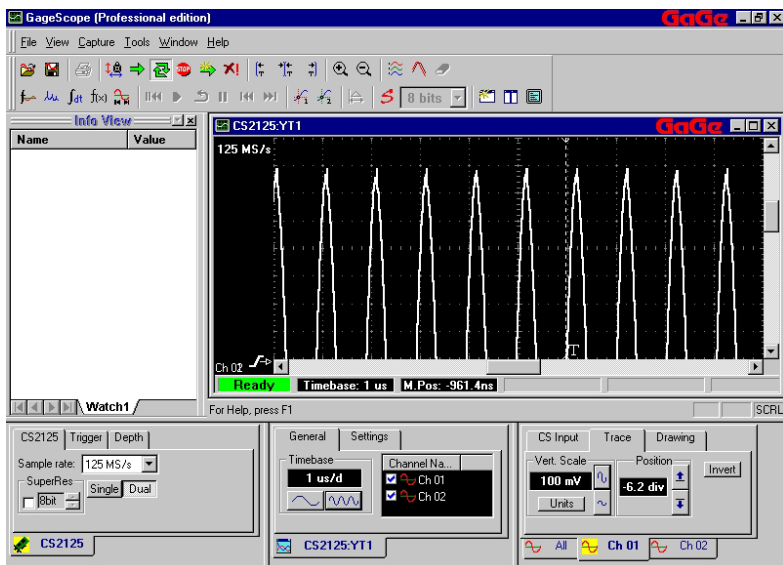 GageScope (Professional edition)
GaGe
File View Capture Tools Window Help
8 bits
Info View
Name Value
Watch1
CS2125:YT1
GaGe
125 MS/s
T
Ready Timebase: 1 us M.Pos: -961.4ns
For Help, press F1
SCRL
CS2125 Trigger Depth
Sample rate: 125 MS/s
SuperRes
8bit
Single Dual
CS2125
General Settings
Timebase
1 us/d
Channel Na...
Ch 01
Ch 02
CS2125:YT1
CS Input Trace Drawing
Vert. Scale
100 mV
Units
Position
-6.2 div
Invert
All Ch 01 Ch 02